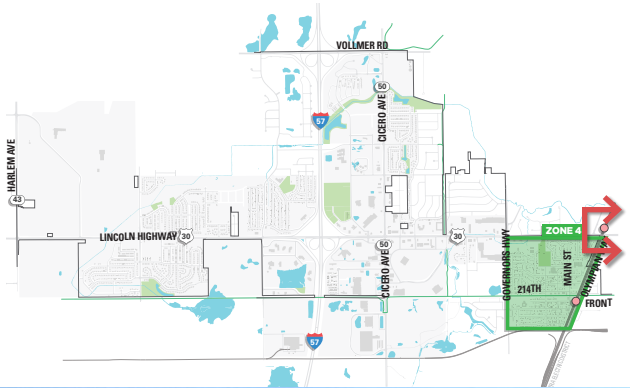 VOLLMER RD
50
CICERO AVE
57
HARLEM AVE
43
LINCOLN HIGHWAY
30
50
30
CICERO AVE
GOVERNORS HWY
ZONE 4
MAIN ST
214TH
FRONT
57